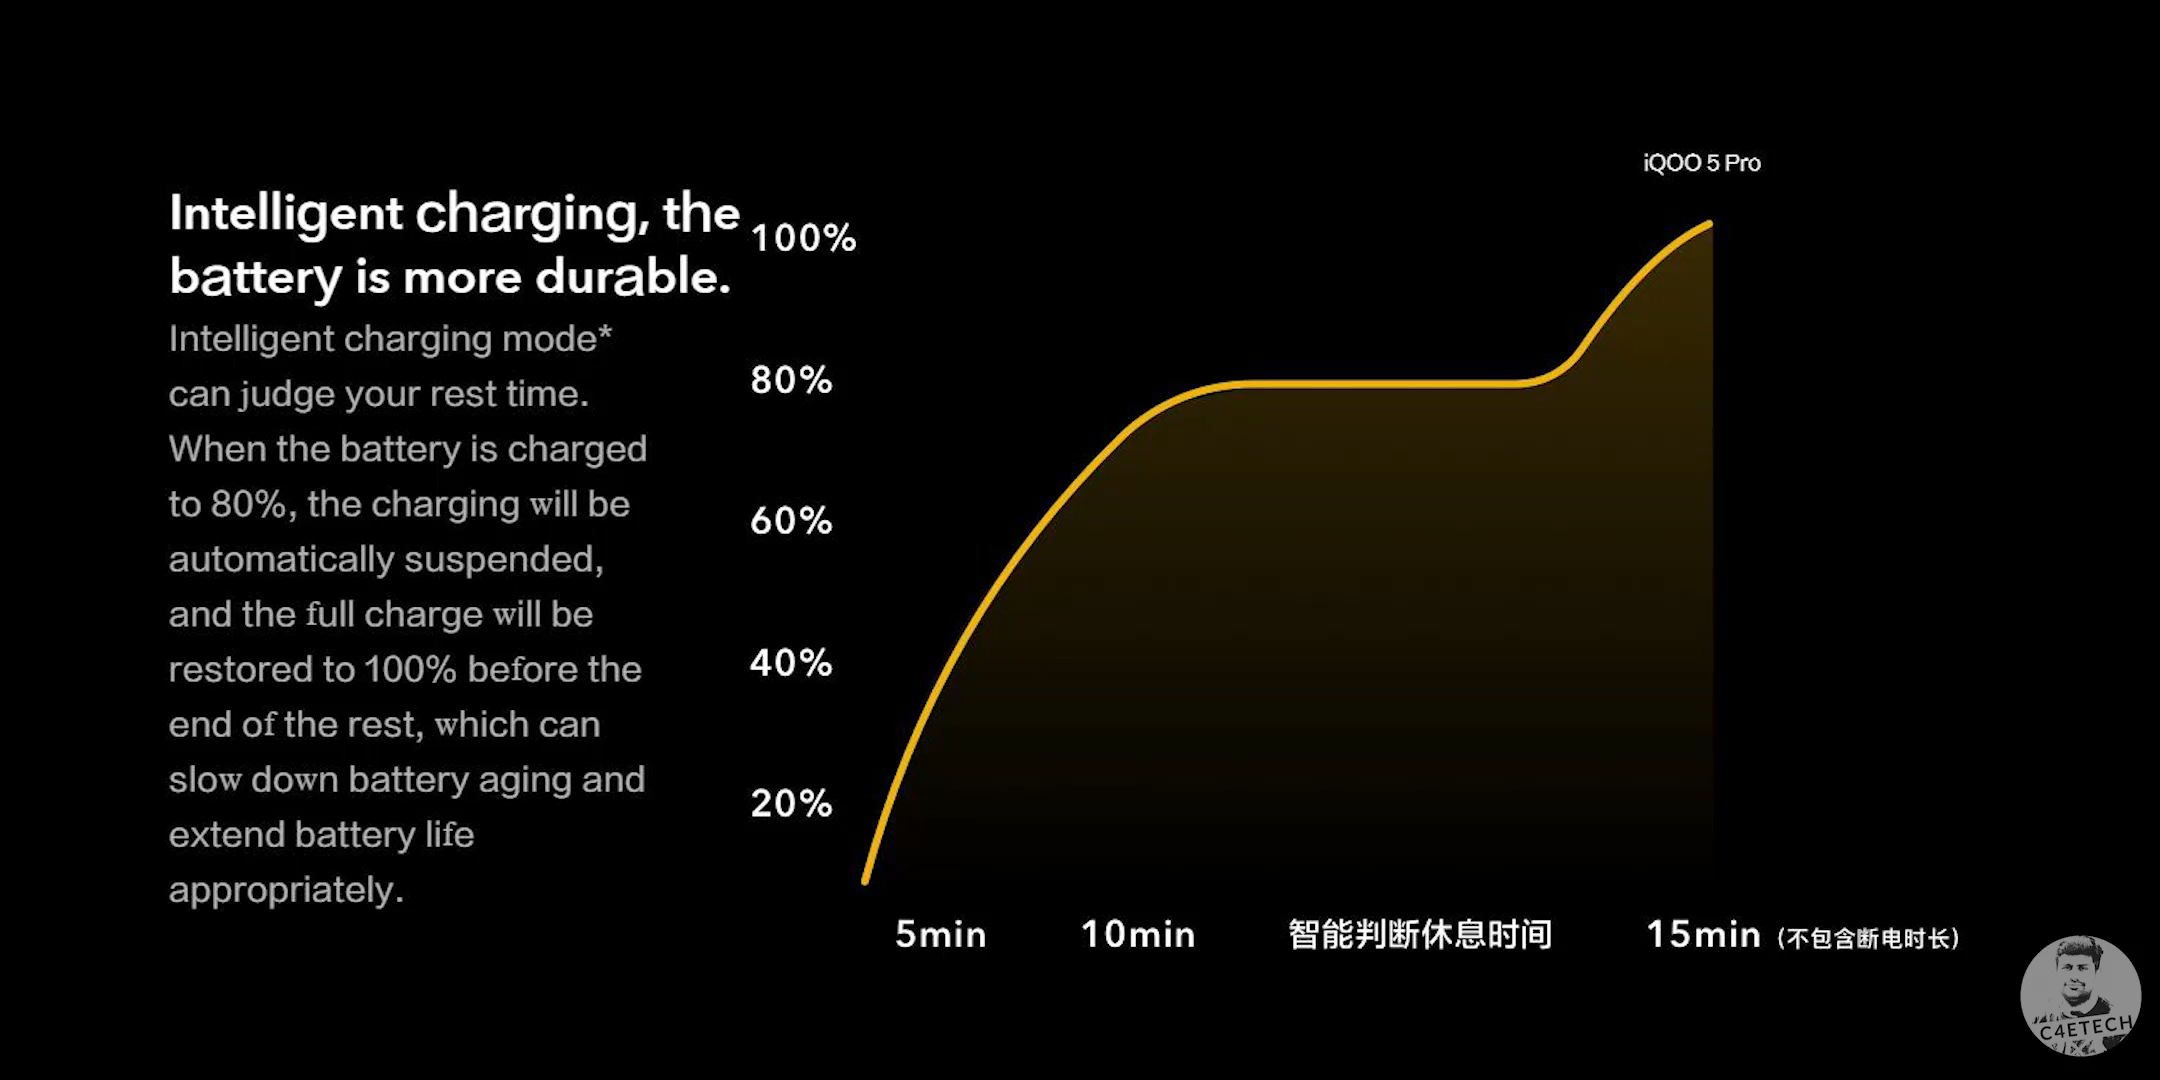 iQOO 5 Pro
Intelligent charging, the
battery is more durable.
Intelligent charging mode*
can judge your rest time.
When the battery is charged
to 80%, the charging will be
automatically suspended,
and the full charge will be
restored to 100% before the
end of the rest, which can
slow down battery aging and
extend battery life
appropriately.
100%
80%
60%
40%
20%
5min
10min
智能判断休息时间
15min (不包含断电时长)
C4ETECH